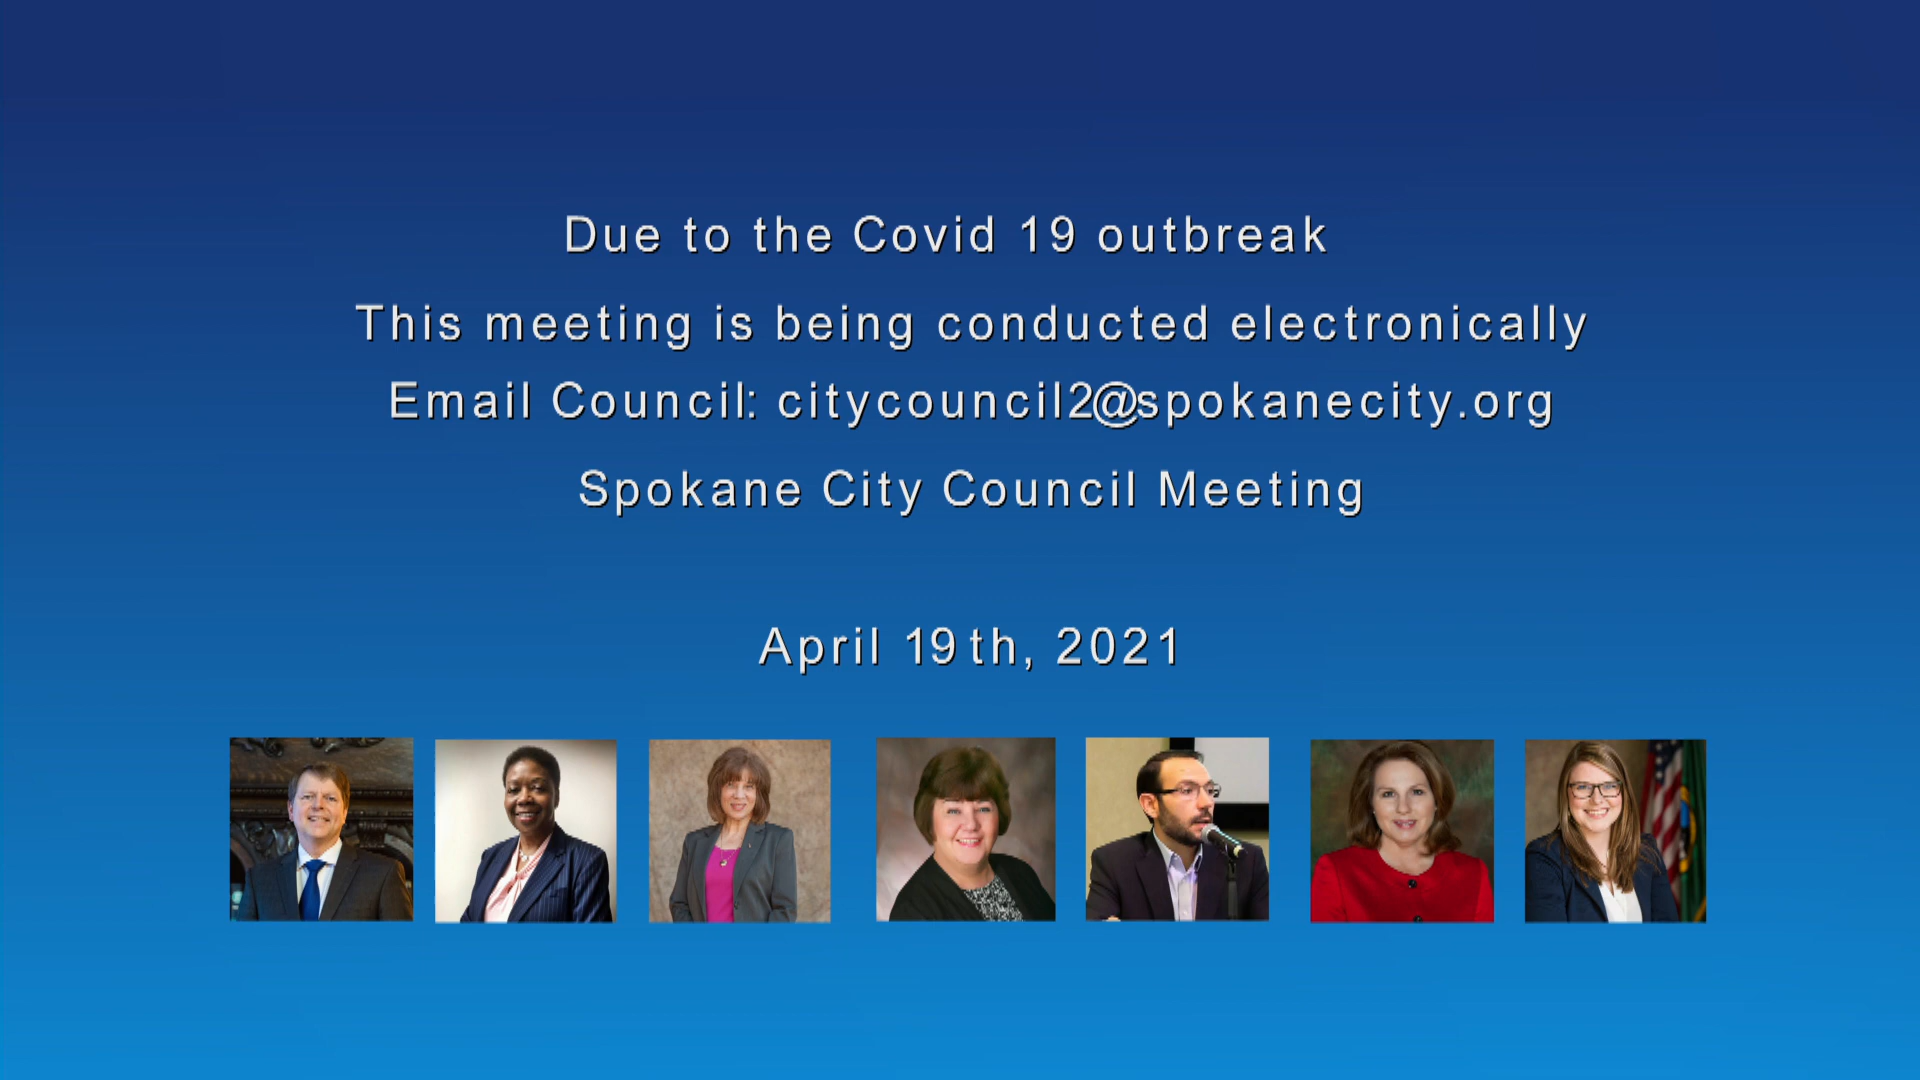 Due to the Covid 19 outbreak
This meeting is being conducted electronically
Email Council: citycouncil2@spokanecity.org
Spokane City Council Meeting
April 19th, 2021